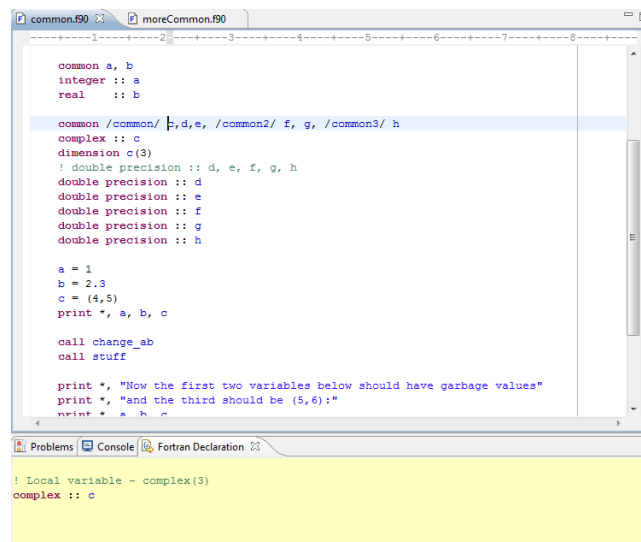 common.f90 moreCommon.f90
----+----1----+----2----+----3----+----4----+----5----+----6----+----7----+----8----+----
common a, b
integer :: a
real    :: b
common /common/ c,d,e, /common2/ f, g, /common3/ h
complex :: c
dimension c(3)
! double precision :: d, e, f, g, h
double precision :: d
double precision :: e
double precision :: f
double precision :: g
double precision :: h
a = 1
b = 2.3
c = (4,5)
print *, a, b, c
call change_ab
call stuff
print *, "Now the first two variables below should have garbage values"
print *, "and the third should be (5,6):"
print *, a, b, c
Problems Console Fortran Declaration
! Local variable - complex(3)
complex :: c